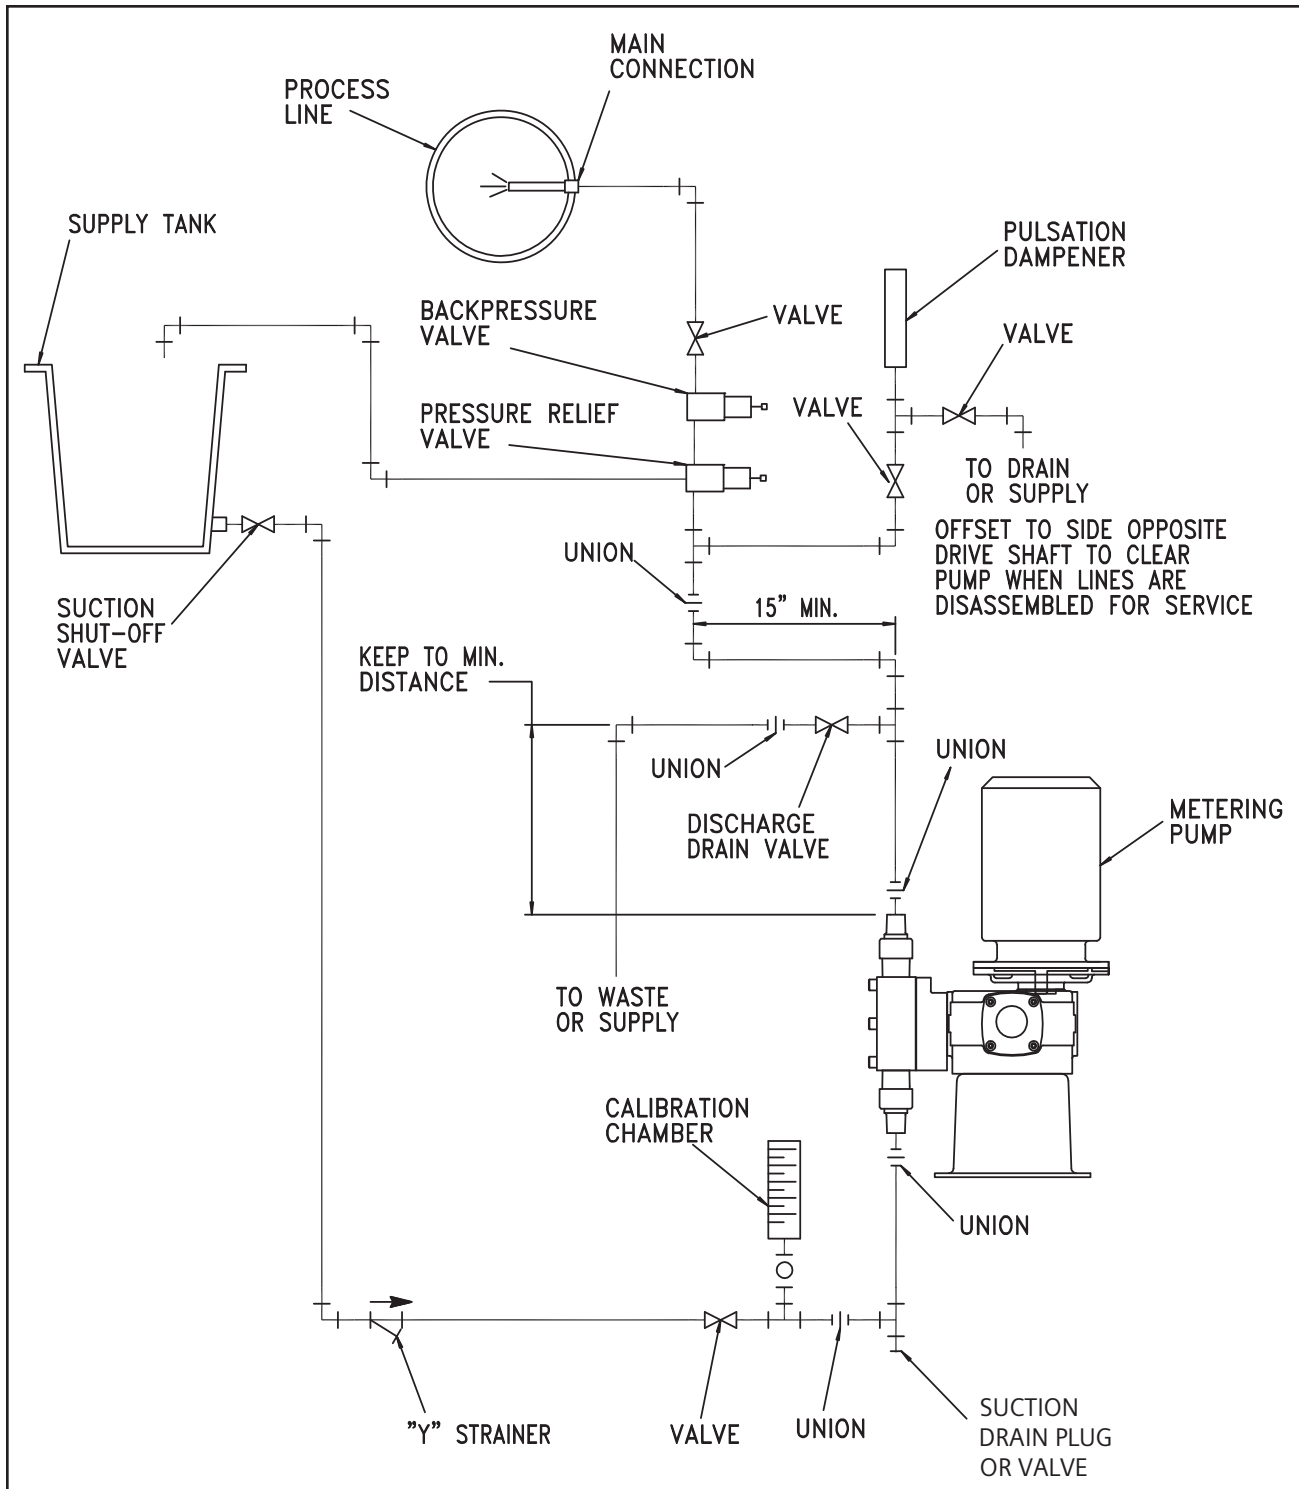 MAIN
CONNECTION
PROCESS
LINE
SUPPLY TANK
PULSATION
DAMPENER
BACKPRESSURE
VALVE
VALVE
VALVE
PRESSURE RELIEF
VALVE
VALVE
TO DRAIN
OR SUPPLY
OFFSET TO SIDE OPPOSITE
DRIVE SHAFT TO CLEAR
PUMP WHEN LINES ARE
DISASSEMBLED FOR SERVICE
UNION
SUCTION
SHUT-OFF
VALVE
15" MIN.
KEEP TO MIN.
DISTANCE
UNION
UNION
DISCHARGE
DRAIN VALVE
METERING
PUMP
TO WASTE
OR SUPPLY
CALIBRATION
CHAMBER
UNION
"Y" STRAINER
VALVE
UNION
SUCTION
DRAIN PLUG
OR VALVE